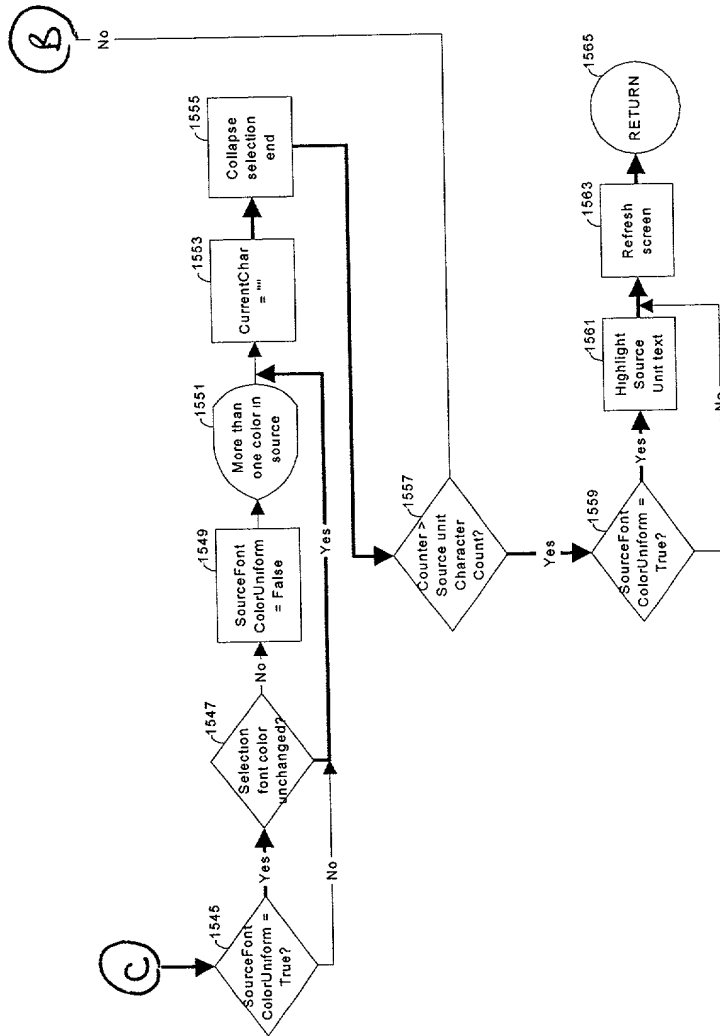 C
1545
SourceFont
ColorUniform =
True?
Yes
No
1547
Selection
font color
unchanged?
No
Yes
1549
SourceFont
ColorUniform
= False
1551
More than
one color in
source
1553
CurrentChar
= ""
1555
Collapse
selection
end
B
No
1557
Counter >
Source unit
Character
Count?
Yes
1559
SourceFont
ColorUniform =
True?
Yes
No
1561
Highlight
Source
Unit text
1563
Refresh
screen
1565
RETURN